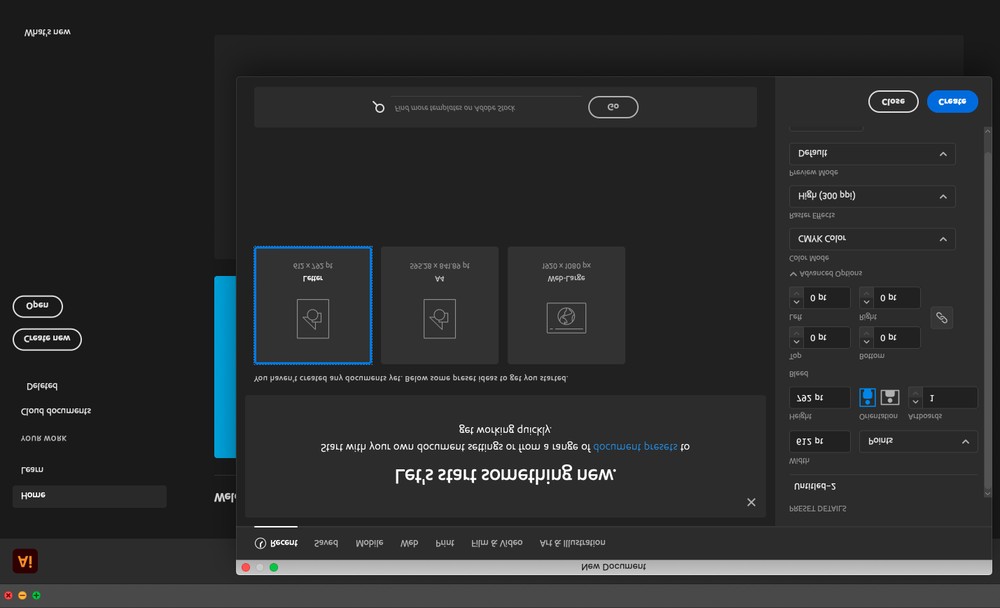 New Document
Ai
Recent
Saved
Mobile
Web
Print
Film & Video
Art & Illustration
Home
Learn
YOUR WORK
Cloud documents
Deleted
Create new
Open
What's new
Welc
Let's start something new.
Start with your own document settings or from a range of document presets to
get working quickly.
You haven't created any documents yet. Below some preset ideas to get you started.
Letter
612 x 792 pt
A4
595.28 x 841.89 pt
Web-Large
1920 x 1080 px
Find more templates on Adobe Stock
Go
PRESET DETAILS
Untitled-2
Width
612 pt
Points
Height
Orientation
Artboards
792 pt
1
Bleed
Top
Bottom
0 pt
0 pt
Left
Right
0 pt
0 pt
Advanced Options
Color Mode
CMYK Color
Raster Effects
High (300 ppi)
Preview Mode
Default
Close
Create